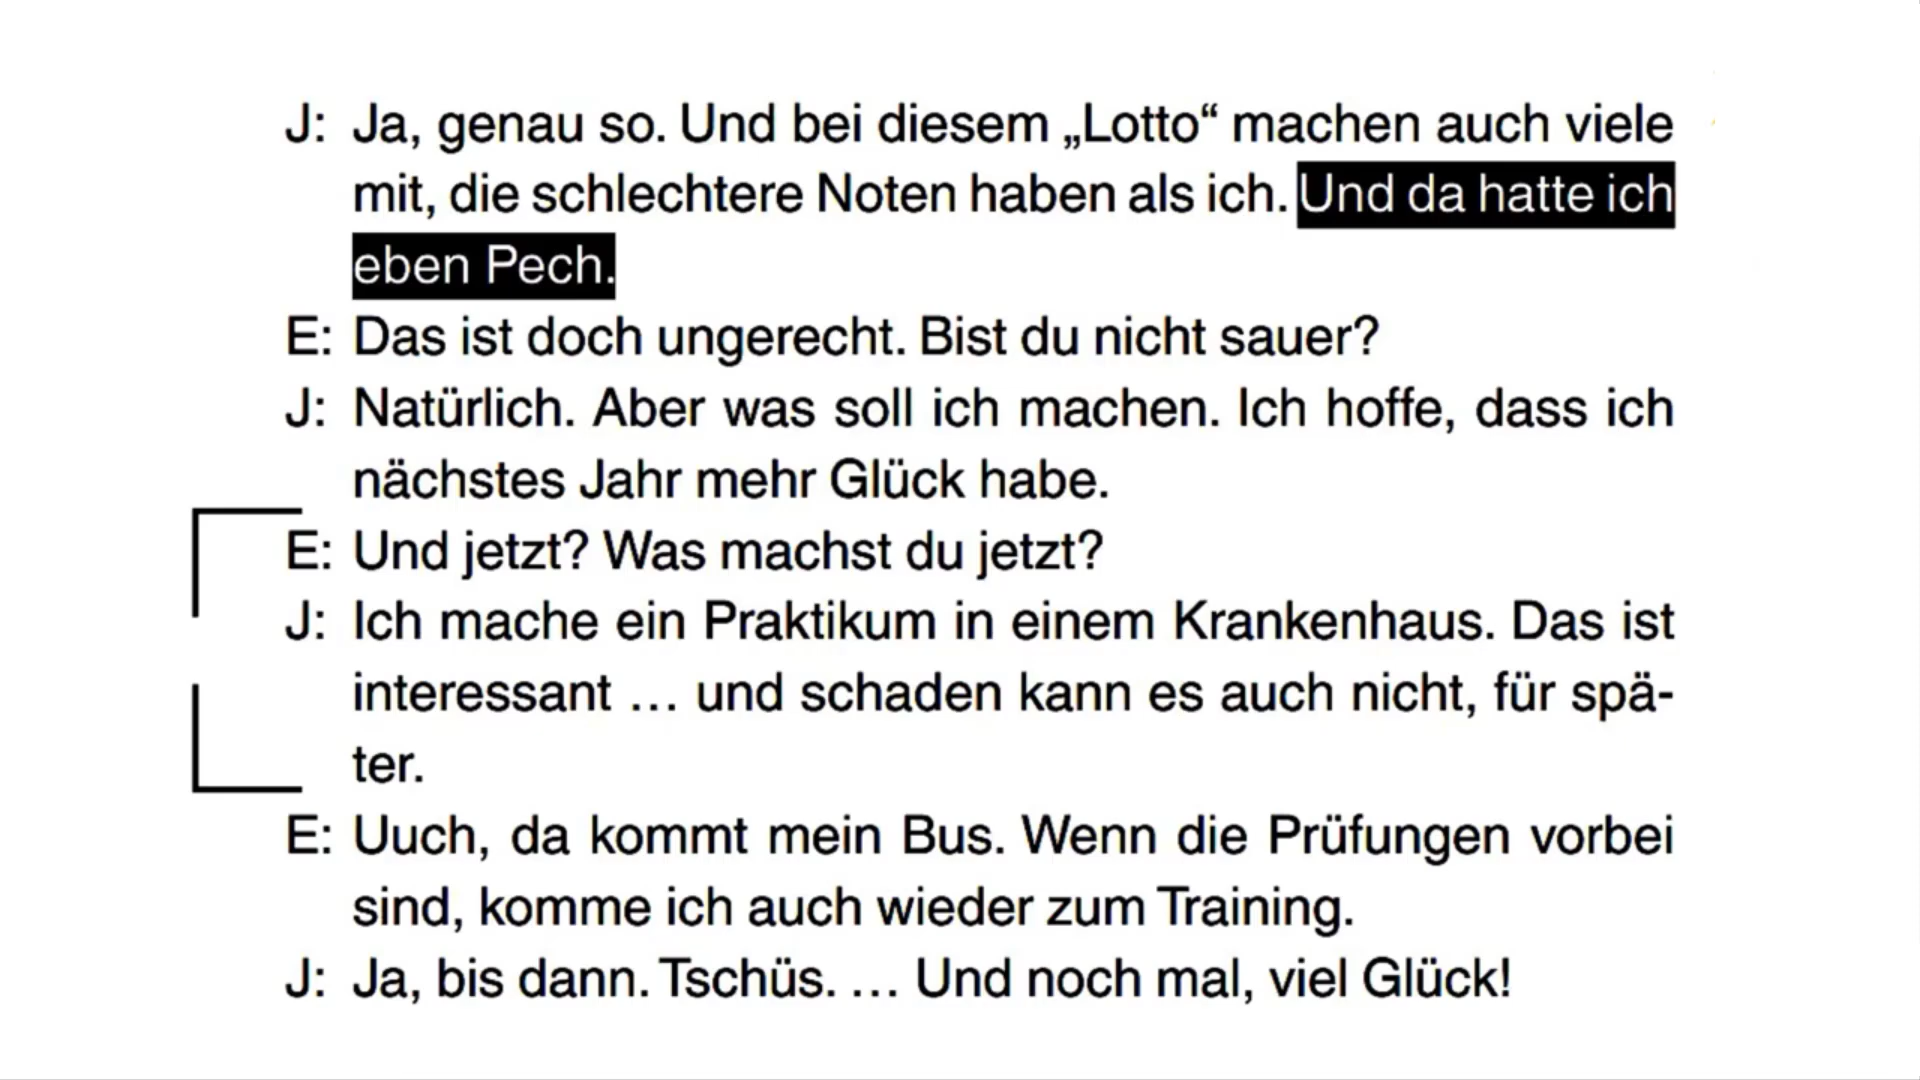 J: Ja, genau so. Und bei diesem „Lotto“ machen auch viele
mit, die schlechtere Noten haben als ich. Und da hatte ich
eben Pech.
E: Das ist doch ungerecht. Bist du nicht sauer?
J: Natürlich. Aber was soll ich machen. Ich hoffe, dass ich
nächstes Jahr mehr Glück habe.
E: Und jetzt? Was machst du jetzt?
J: Ich mache ein Praktikum in einem Krankenhaus. Das ist
interessant … und schaden kann es auch nicht, für spä-
ter.
E: Uuch, da kommt mein Bus. Wenn die Prüfungen vorbei
sind, komme ich auch wieder zum Training.
J: Ja, bis dann. Tschüs. … Und noch mal, viel Glück!